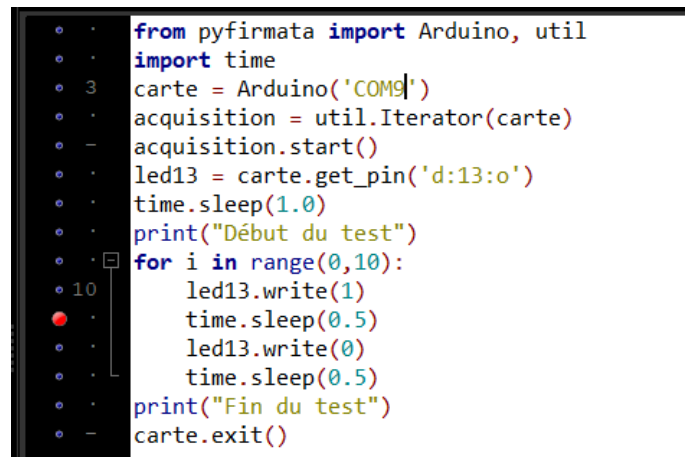 from pyfirmata import Arduino, util
import time
3 carte = Arduino('COM9')
acquisition = util.Iterator(carte)
acquisition.start()
led13 = carte.get_pin('d:13:o')
time.sleep(1.0)
print("Début du test")
for i in range(0,10):
10     led13.write(1)
    time.sleep(0.5)
    led13.write(0)
    time.sleep(0.5)
print("Fin du test")
carte.exit()